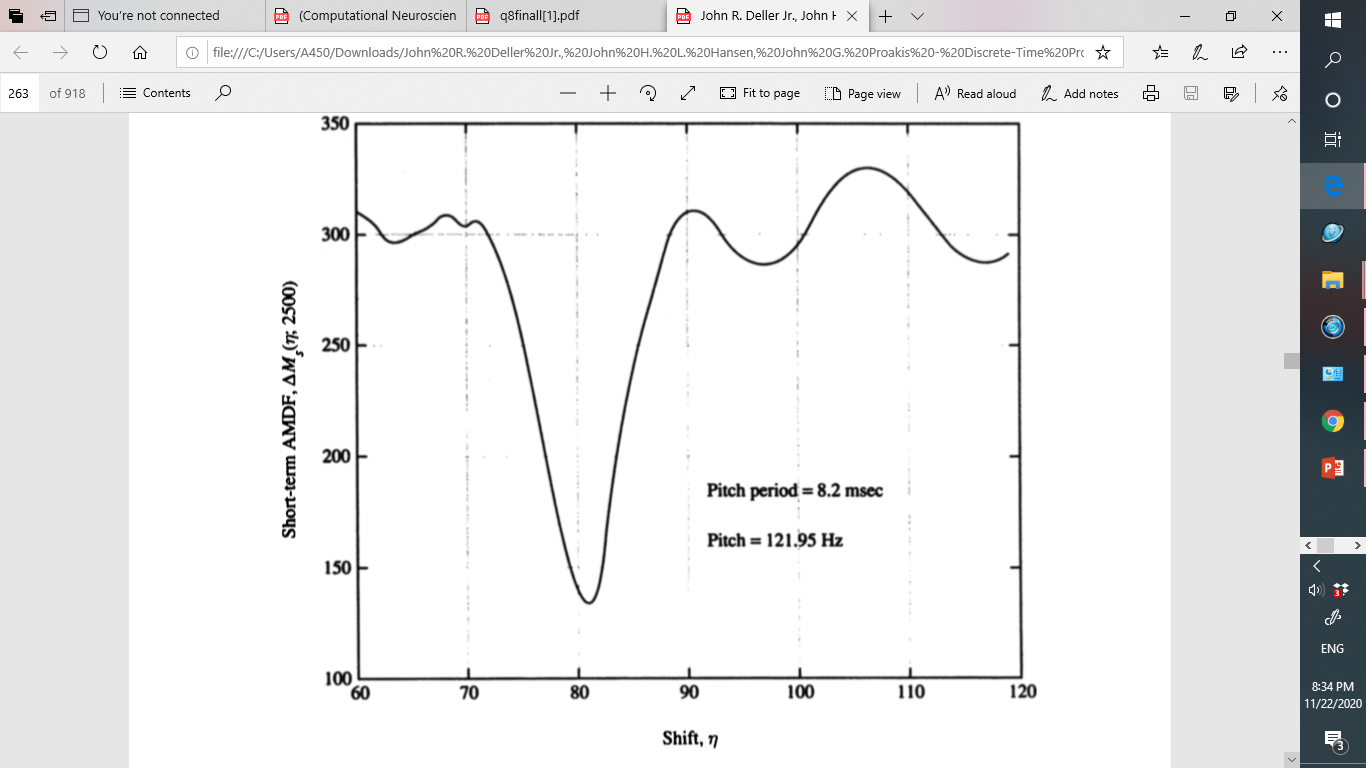 You're not connected
(Computational Neuroscien
q8finall[1].pdf
John R. Deller Jr., John H
file:///C:/Users/A450/Downloads/John%20R.%20Deller%20Jr.,%20John%20H.%20L.%20Hansen,%20John%20G.%20Proakis%20-%20Discrete-Time%20Pro
263 of 918
Contents
Fit to page
Page view
Read aloud
Add notes
350
300
250
200
150
100
Short-term AMDF, ΔMₛ(η; 2500)
Pitch period = 8.2 msec
Pitch = 121.95 Hz
60 70 80 90 100 110 120
Shift, η
3
ENG
8:34 PM
11/22/2020
3